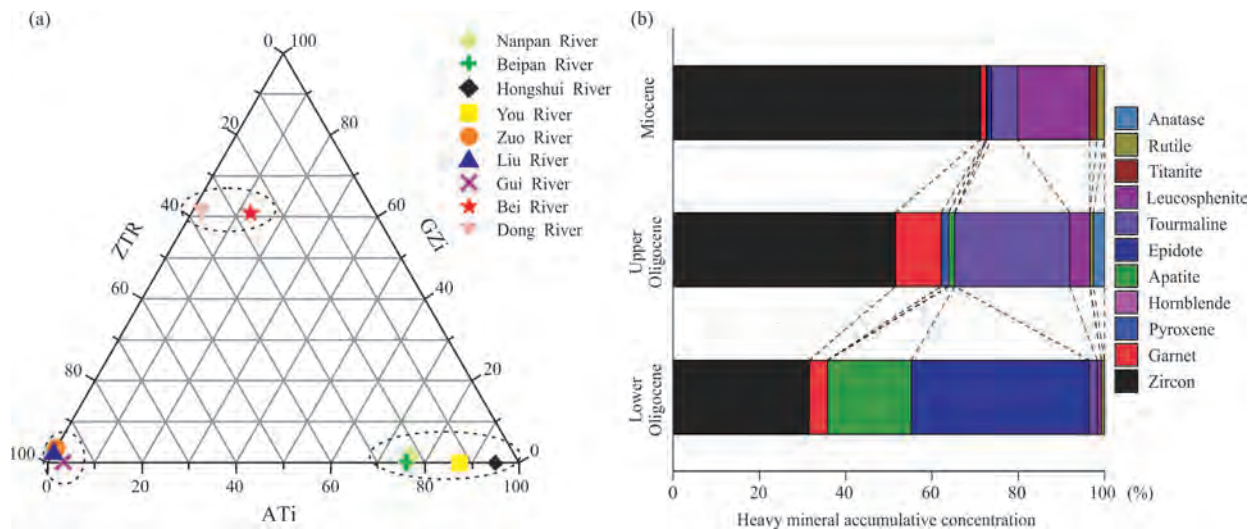 (a)
0 100
20 80
40 60
60 40
80 20
100 0
0 20 40 60 80 100
ZTR
GZi
ATi
Nanpan River
Beipan River
Hongshui River
You River
Zuo River
Liu River
Gui River
Bei River
Dong River
(b)
Miocene
Upper
Oligocene
Lower
Oligocene
0 20 40 60 80 100 (%)
Heavy mineral accumulative concentration
Anatase
Rutile
Titanite
Leucosphenite
Tourmaline
Epidote
Apatite
Hornblende
Pyroxene
Garnet
Zircon